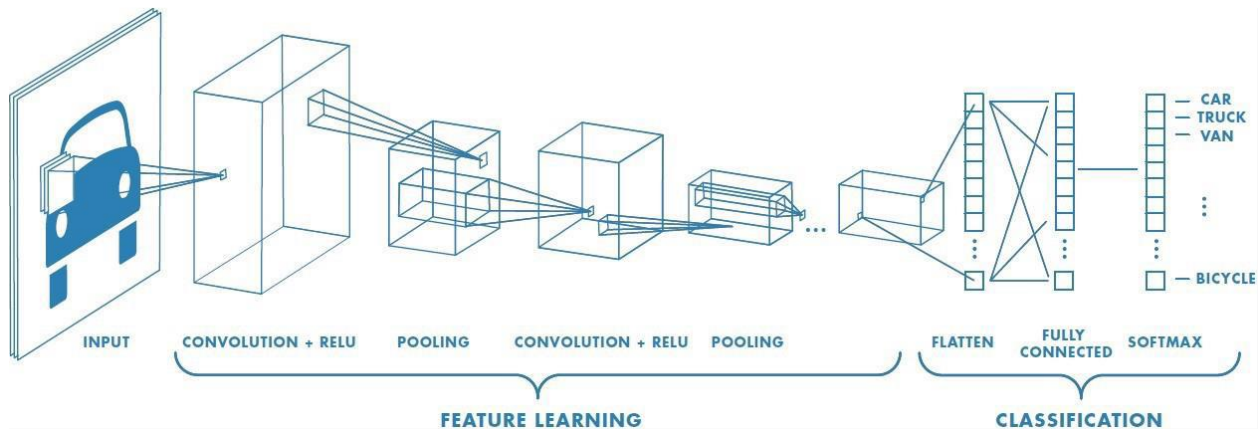 CAR
TRUCK
VAN
BICYCLE
INPUT
CONVOLUTION + RELU
POOLING
CONVOLUTION + RELU
POOLING
FLATTEN
FULLY
CONNECTED
SOFTMAX
FEATURE LEARNING
CLASSIFICATION